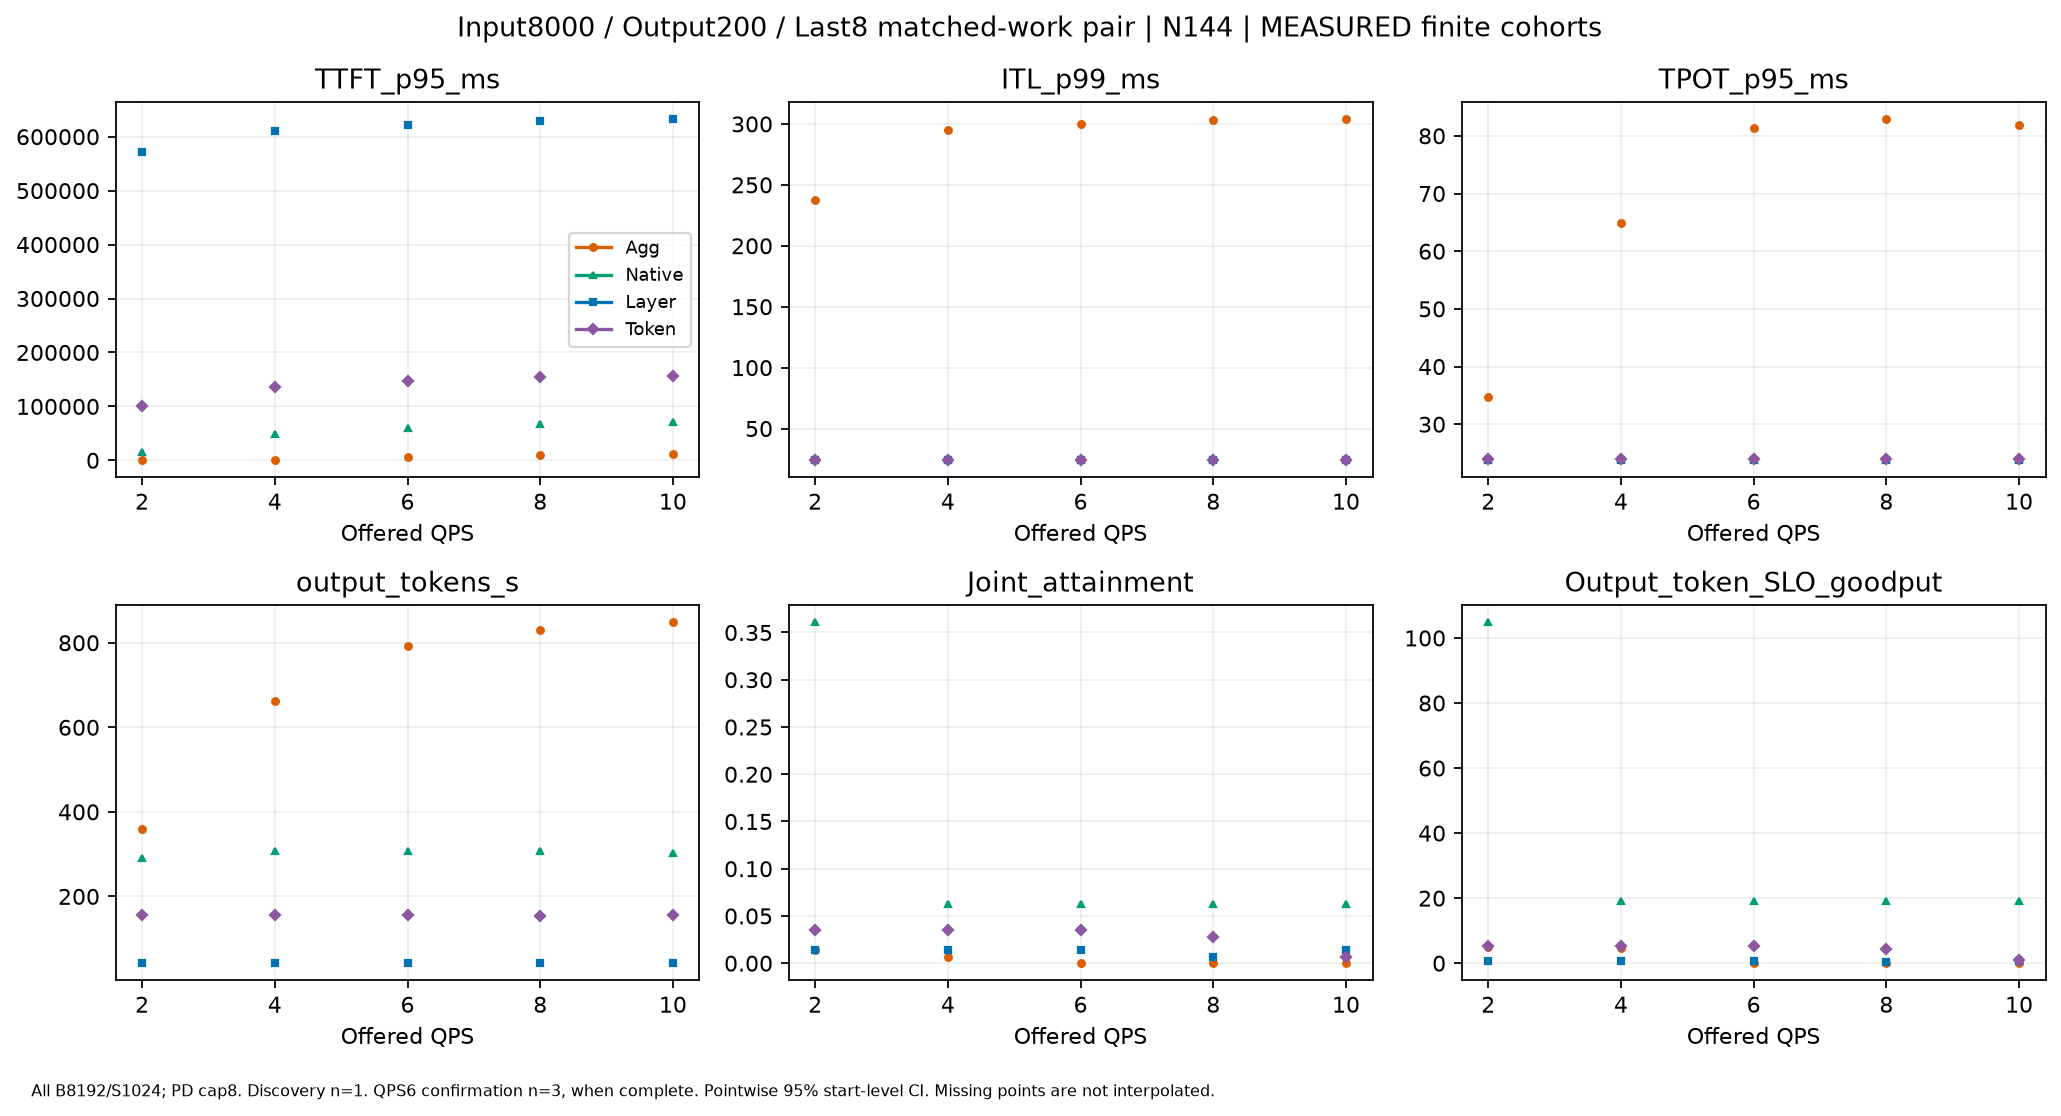 Input8000 / Output200 / Last8 matched-work pair | N144 | MEASURED finite cohorts
TTFT_p95_ms
600000
500000
400000
300000
200000
100000
0
2 4 6 8 10
Offered QPS
Agg
Native
Layer
Token
ITL_p99_ms
300
250
200
150
100
50
2 4 6 8 10
Offered QPS
TPOT_p95_ms
80
70
60
50
40
30
2 4 6 8 10
Offered QPS
output_tokens_s
800
600
400
200
2 4 6 8 10
Offered QPS
Joint_attainment
0.35
0.30
0.25
0.20
0.15
0.10
0.05
0.00
2 4 6 8 10
Offered QPS
Output_token_SLO_goodput
100
80
60
40
20
0
2 4 6 8 10
Offered QPS
All B8192/S1024; PD cap8. Discovery n=1. QPS6 confirmation n=3, when complete. Pointwise 95% start-level CI. Missing points are not interpolated.